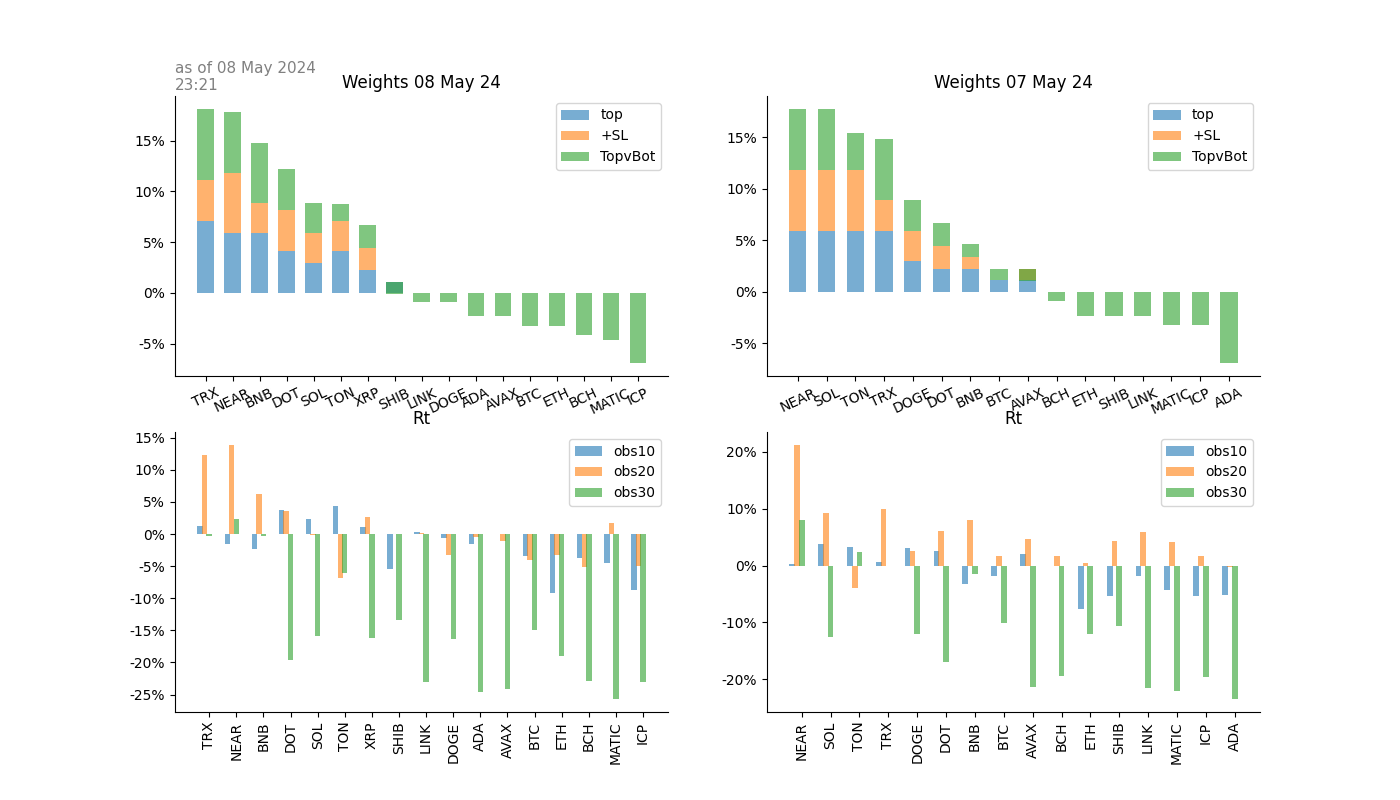 as of 08 May 2024
23:21
Weights 08 May 24
15%
10%
5%
0%
-5%
top
+SL
TopvBot
TRX NEAR BNB DOT SOL TON XRP SHIB LINK DOGE ADA AVAX BTC ETH BCH MATIC ICP
Weights 07 May 24
15%
10%
5%
0%
-5%
top
+SL
TopvBot
NEAR SOL TON TRX DOGE DOT BNB BTC AVAX BCH ETH SHIB LINK MATIC ICP ADA
Rt
15%
10%
5%
0%
-5%
-10%
-15%
-20%
-25%
obs10
obs20
obs30
TRX NEAR BNB DOT SOL TON XRP SHIB LINK DOGE ADA AVAX BTC ETH BCH MATIC ICP
Rt
20%
10%
0%
-10%
-20%
obs10
obs20
obs30
NEAR SOL TON TRX DOGE DOT BNB BTC AVAX BCH ETH SHIB LINK MATIC ICP ADA